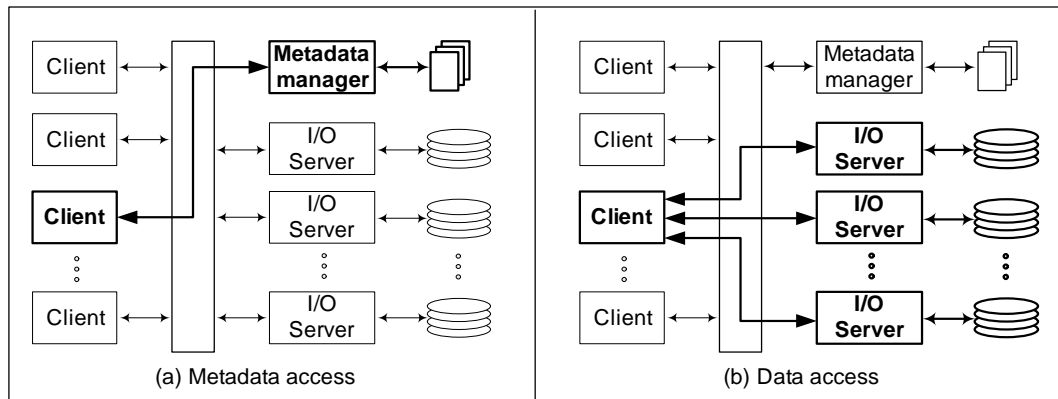 Client
Metadata
manager
Client
I/O
Server
Client
I/O
Server
Client
I/O
Server
(a) Metadata access
Client
Metadata
manager
Client
I/O
Server
Client
I/O
Server
Client
I/O
Server
(b) Data access